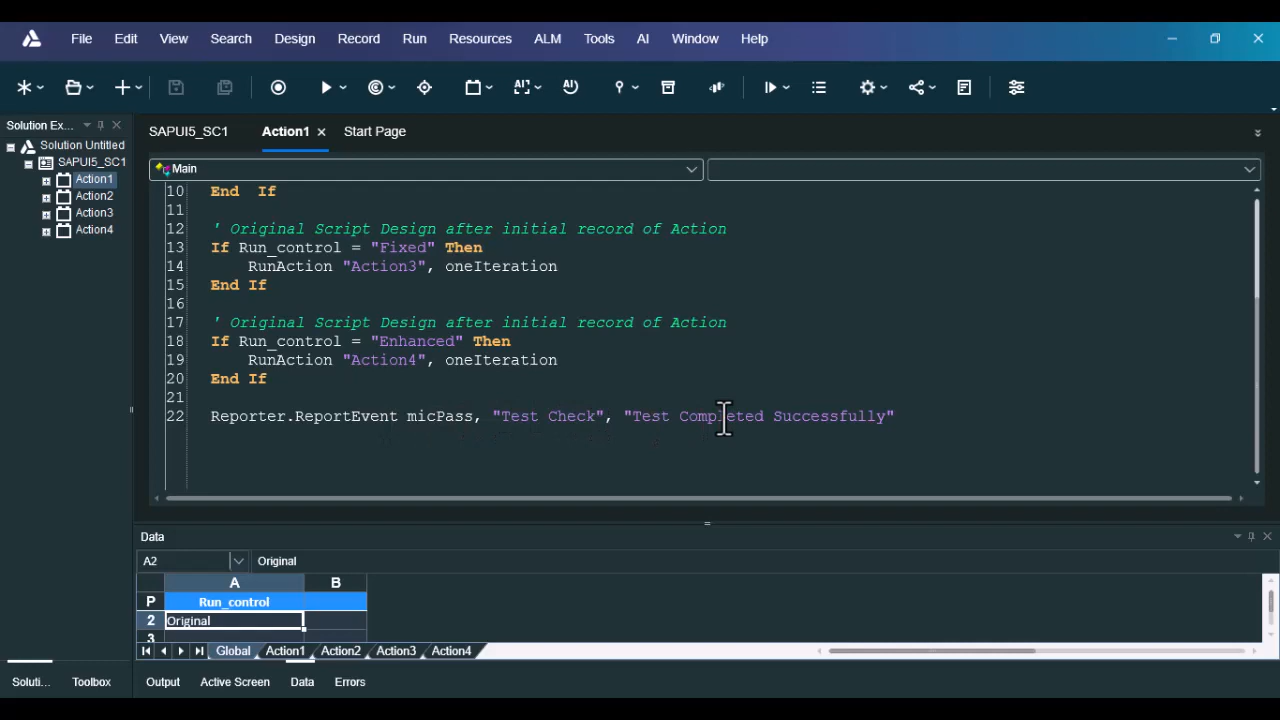 File Edit View Search Design Record Run Resources ALM Tools AI Window Help
Solution Ex...
SAPUI5_SC1 Action1 Start Page
Solution Untitled
SAPUI5_SC1
Action1
Action2
Action3
Action4
Main
10 End If
11
12 ' Original Script Design after initial record of Action
13 If Run_control = "Fixed" Then
14 RunAction "Action3", oneIteration
15 End If
16
17 ' Original Script Design after initial record of Action
18 If Run_control = "Enhanced" Then
19 RunAction "Action4", oneIteration
20 End If
21
22 Reporter.ReportEvent micPass, "Test Check", "Test Completed Successfully"
Data
A2 Original
A B
P Run_control
2 Original
3
Global Action1 Action2 Action3 Action4
Soluti... Toolbox Output Active Screen Data Errors